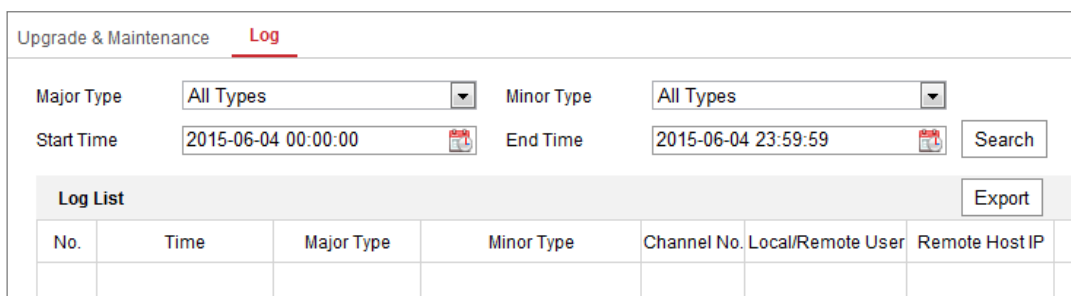 Upgrade & Maintenance Log
Major Type All Types Minor Type All Types
Start Time 2015-06-04 00:00:00 End Time 2015-06-04 23:59:59 Search
Log List Export
No. Time Major Type Minor Type Channel No. Local/Remote User Remote Host IP